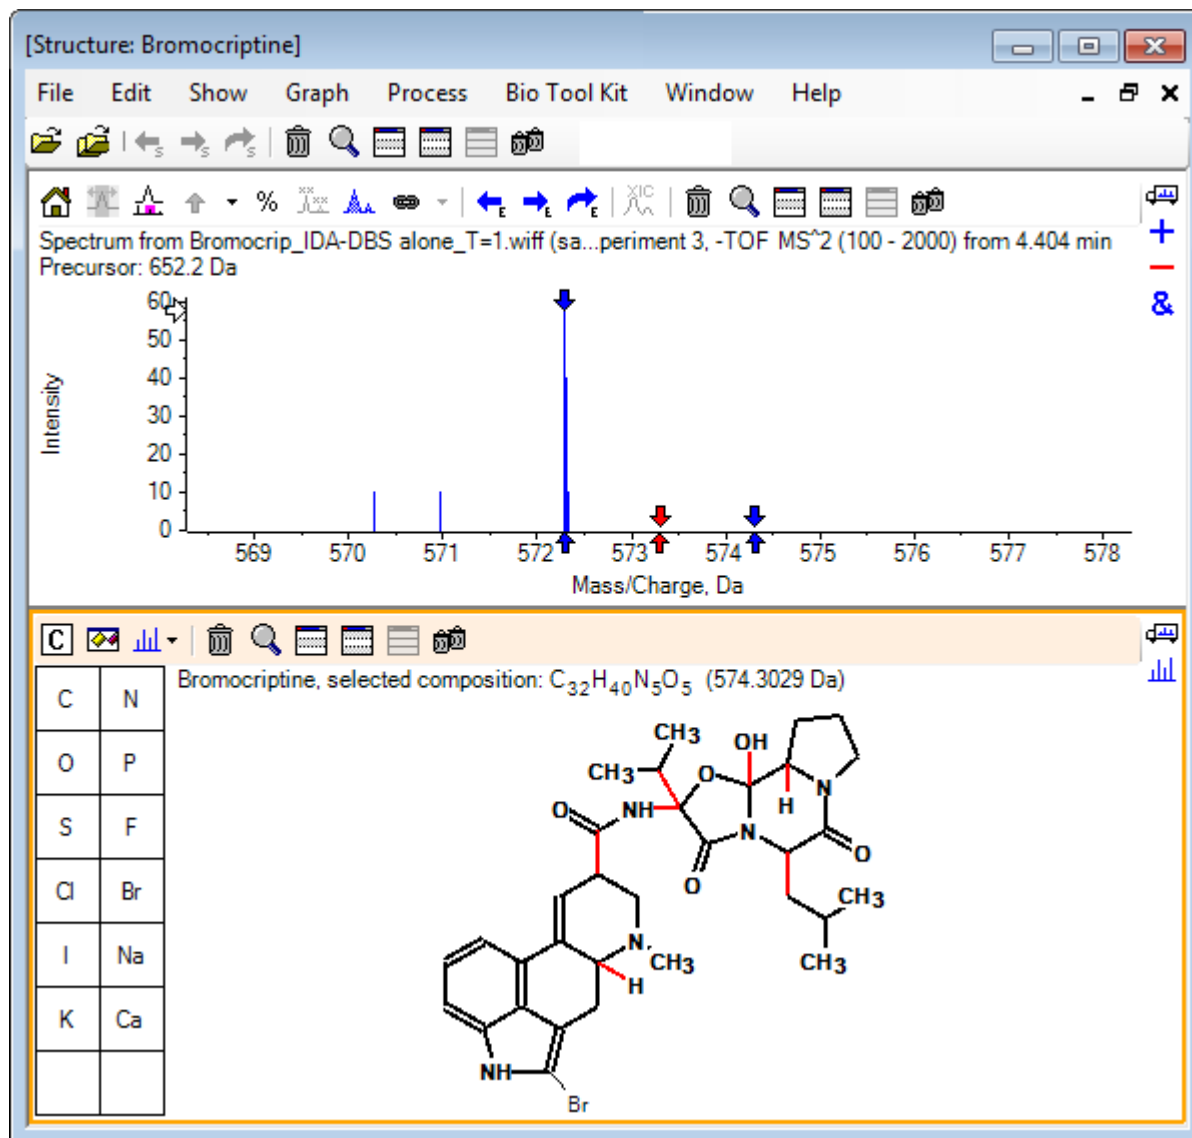 [Structure: Bromocriptine]
File Edit Show Graph Process Bio Tool Kit Window Help
S S S
% xx E E E XIC
Spectrum from Bromocrip_IDA-DBS alone_T=1.wiff (sa...periment 3, -TOF MS^2 (100 - 2000) from 4.404 min
Precursor: 652.2 Da
&
Intensity
60
50
40
30
20
10
0
569 570 571 572 573 574 575 576 577 578
Mass/Charge, Da
C
Bromocriptine, selected composition: C₃₂H₄₀N₅O₅ (574.3029 Da)
C N
O P
S F
Cl Br
I Na
K Ca
CH3
OH
CH3 O
O NH H N
N
O
O
CH3
N
CH3
CH3
H
NH
Br